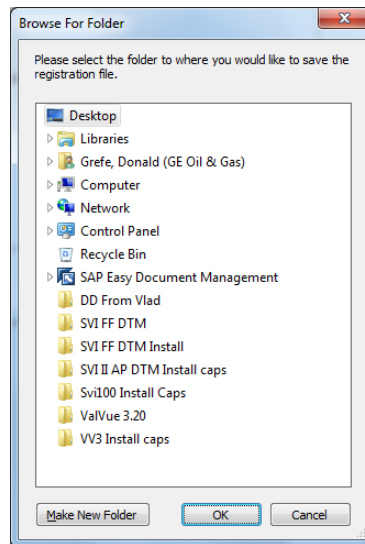 Browse For Folder
Please select the folder to where you would like to save the
registration file.
Desktop
Libraries
Grefe, Donald (GE Oil & Gas)
Computer
Network
Control Panel
Recycle Bin
SAP Easy Document Management
DD From Vlad
SVI FF DTM
SVI FF DTM Install
SVI II AP DTM Install caps
Svi100 Install Caps
ValVue 3.20
VV3 Install caps
Make New Folder
OK
Cancel